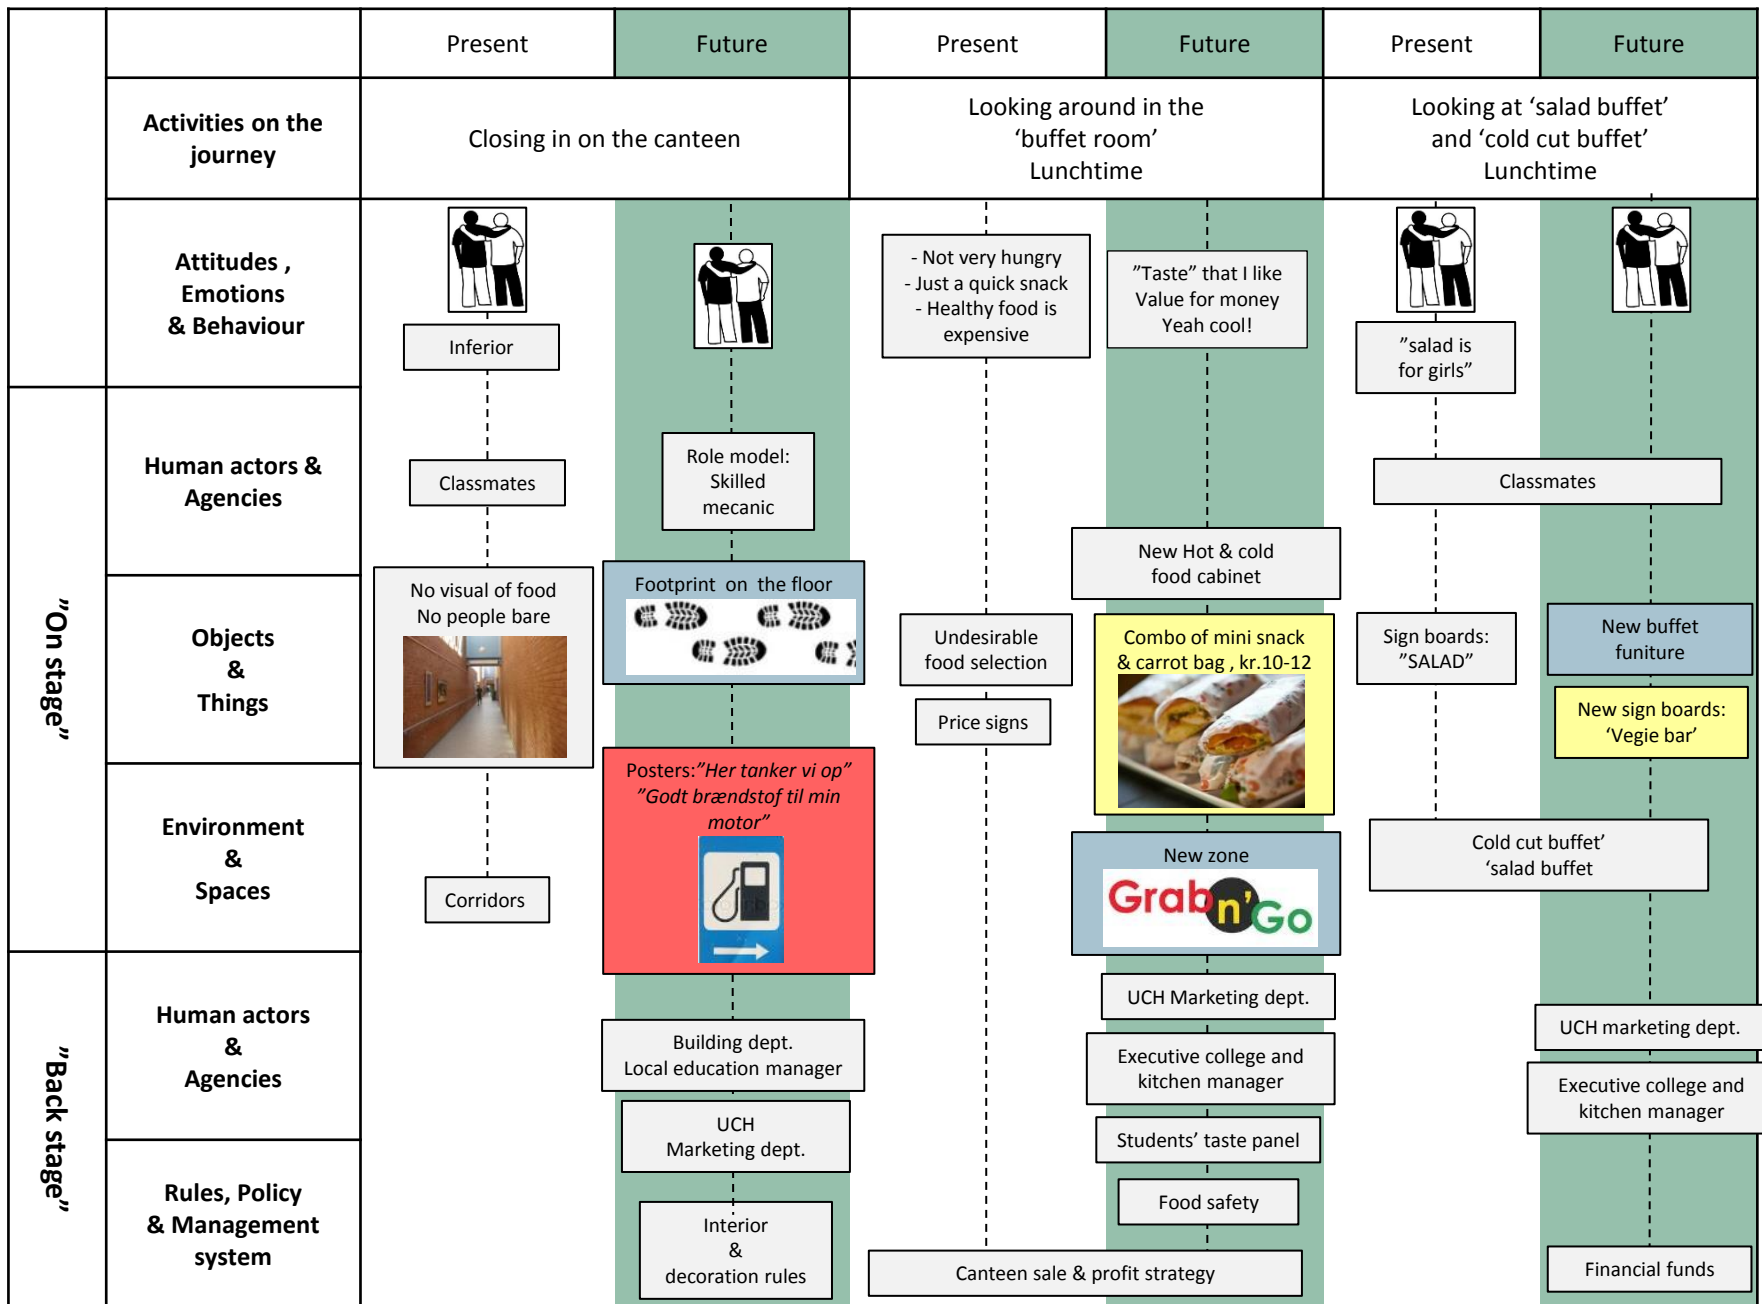 Present
Future
Present
Future
Present
Future
Activities on the
journey
Closing in on the canteen
Looking around in the
‘buffet room’
Lunchtime
Looking at ‘salad buffet’
and ‘cold cut buffet’
Lunchtime
Attitudes ,
Emotions
& Behaviour
Inferior
- Not very hungry
- Just a quick snack
- Healthy food is
expensive
”Taste” that I like
Value for money
Yeah cool!
”salad is
for girls”
”On stage”
Human actors &
Agencies
Classmates
Role model:
Skilled
mecanic
Classmates
New Hot & cold
food cabinet
Objects
&
Things
No visual of food
No people bare
Footprint on the floor
Undesirable
food selection
Price signs
Combo of mini snack
& carrot bag , kr.10-12
Sign boards:
”SALAD”
New buffet
funiture
New sign boards:
‘Vegie bar’
Environment
&
Spaces
Corridors
Posters:”Her tanker vi op”
”Godt brændstof til min
motor”
New zone
Grab n' Go
Cold cut buffet’
‘salad buffet
”Back stage”
Human actors
&
Agencies
Building dept.
Local education manager
UCH
Marketing dept.
UCH Marketing dept.
Executive college and
kitchen manager
Students’ taste panel
UCH marketing dept.
Executive college and
kitchen manager
Rules, Policy
& Management
system
Interior
&
decoration rules
Food safety
Canteen sale & profit strategy
Financial funds